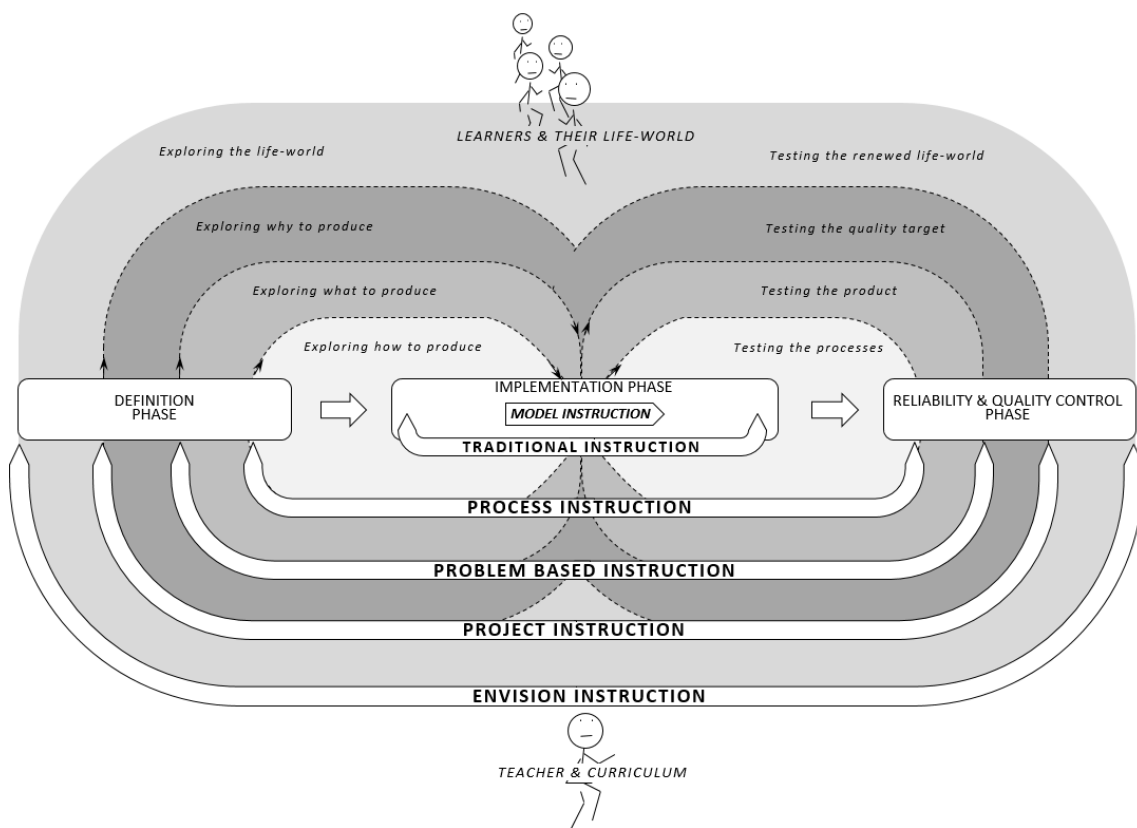 LEARNERS & THEIR LIFE-WORLD
Exploring the life-world
Testing the renewed life-world
Exploring why to produce
Testing the quality target
Exploring what to produce
Testing the product
Exploring how to produce
Testing the processes
DEFINITION
PHASE
IMPLEMENTATION PHASE
MODEL INSTRUCTION
RELIABILITY & QUALITY CONTROL
PHASE
TRADITIONAL INSTRUCTION
PROCESS INSTRUCTION
PROBLEM BASED INSTRUCTION
PROJECT INSTRUCTION
ENVISION INSTRUCTION
TEACHER & CURRICULUM